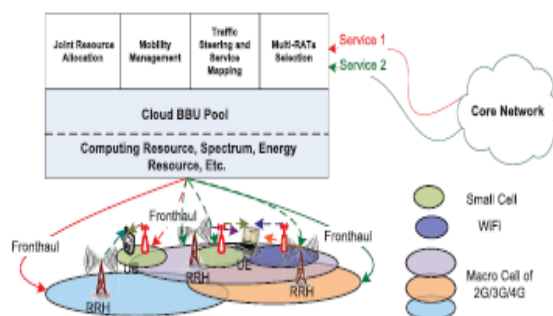 Joint Resource
Allocation
Mobility
Management
Traffic
Steering and
Service
Mapping
Multi-RATs
Selection
Service 1
Service 2
Core Network
Cloud BBU Pool
Computing Resource, Spectrum, Energy
Resource, Etc.
Fronthaul
Fronthaul
Fronthaul
UE
UE
RRH
RRH
RRH
Small Cell
WiFi
Macro Cell of
2G/3G/4G